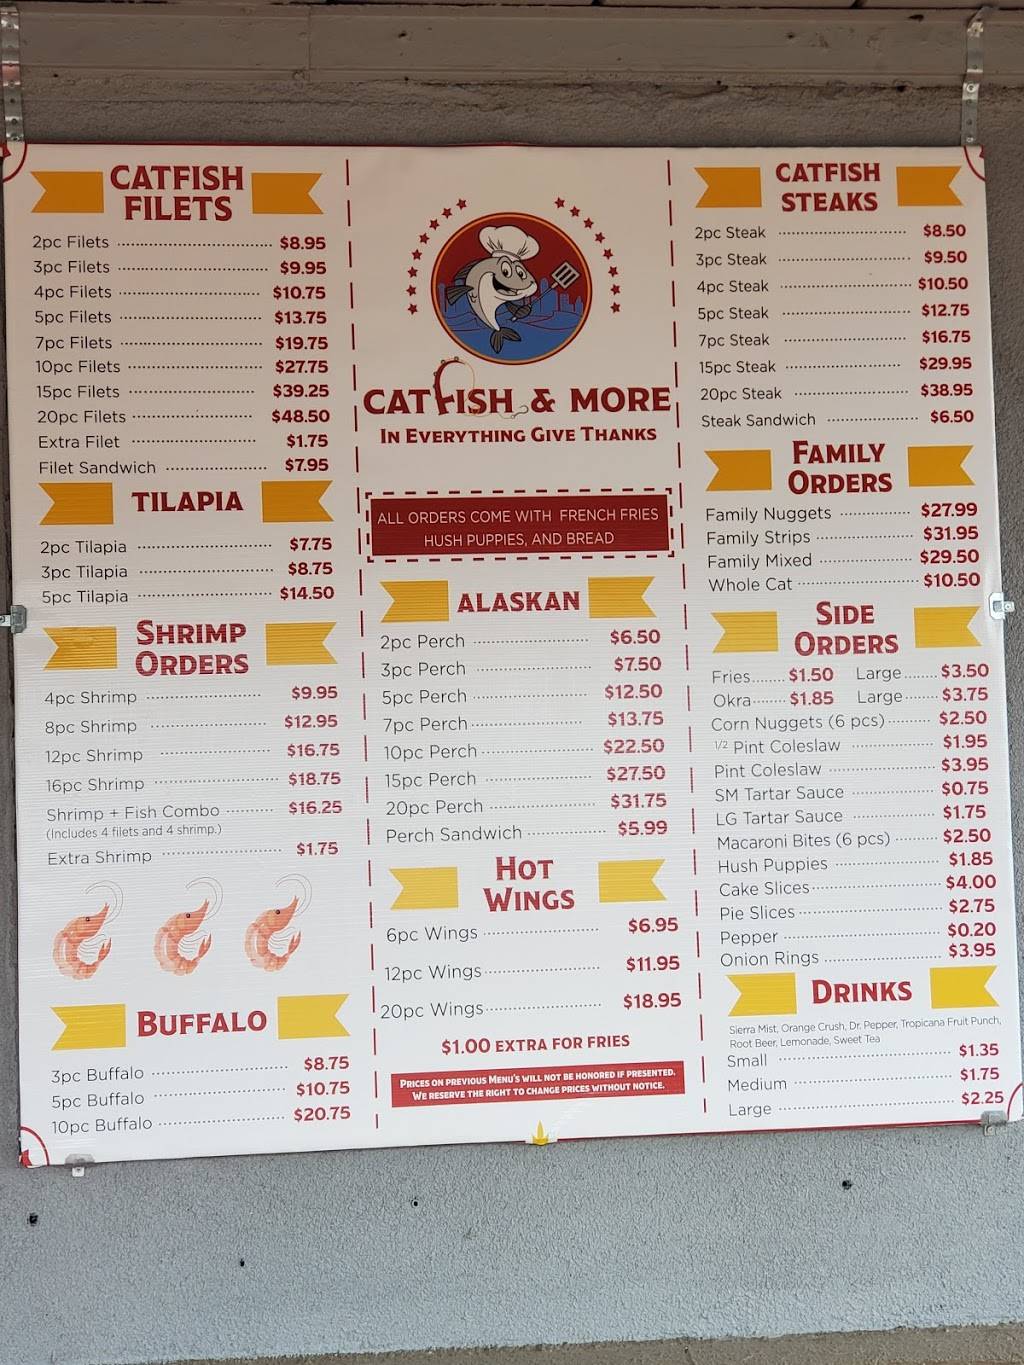 CATFISH
FILETS
2pc Filets $8.95
3pc Filets $9.95
4pc Filets $10.75
5pc Filets $13.75
7pc Filets $19.75
10pc Filets $27.75
15pc Filets $39.25
20pc Filets $48.50
Extra Filet $1.75
Filet Sandwich $7.95
TILAPIA
2pc Tilapia $7.75
3pc Tilapia $8.75
5pc Tilapia $14.50
SHRIMP
ORDERS
4pc Shrimp $9.95
8pc Shrimp $12.95
12pc Shrimp $16.75
16pc Shrimp $18.75
Shrimp + Fish Combo $16.25
(Includes 4 filets and 4 shrimp.)
Extra Shrimp $1.75
BUFFALO
3pc Buffalo $8.75
5pc Buffalo $10.75
10pc Buffalo $20.75
CATFISH & MORE
IN EVERYTHING GIVE THANKS
ALL ORDERS COME WITH FRENCH FRIES
HUSH PUPPIES, AND BREAD
ALASKAN
2pc Perch $6.50
3pc Perch $7.50
5pc Perch $12.50
7pc Perch $13.75
10pc Perch $22.50
15pc Perch $27.50
20pc Perch $31.75
Perch Sandwich $5.99
HOT
WINGS
6pc Wings $6.95
12pc Wings $11.95
20pc Wings $18.95
$1.00 EXTRA FOR FRIES
PRICES ON PREVIOUS MENU'S WILL NOT BE HONORED IF PRESENTED.
WE RESERVE THE RIGHT TO CHANGE PRICES WITHOUT NOTICE.
CATFISH
STEAKS
2pc Steak $8.50
3pc Steak $9.50
4pc Steak $10.50
5pc Steak $12.75
7pc Steak $16.75
15pc Steak $29.95
20pc Steak $38.95
Steak Sandwich $6.50
FAMILY
ORDERS
Family Nuggets $27.99
Family Strips $31.95
Family Mixed $29.50
Whole Cat $10.50
SIDE
ORDERS
Fries $1.50 Large $3.50
Okra $1.85 Large $3.75
Corn Nuggets (6 pcs) $2.50
1/2 Pint Coleslaw $1.95
Pint Coleslaw $3.95
SM Tartar Sauce $0.75
LG Tartar Sauce $1.75
Macaroni Bites (6 pcs) $2.50
Hush Puppies $1.85
Cake Slices $4.00
Pie Slices $2.75
Pepper $0.20
Onion Rings $3.95
DRINKS
Sierra Mist, Orange Crush, Dr. Pepper, Tropicana Fruit Punch,
Root Beer, Lemonade, Sweet Tea
Small $1.35
Medium $1.75
Large $2.25